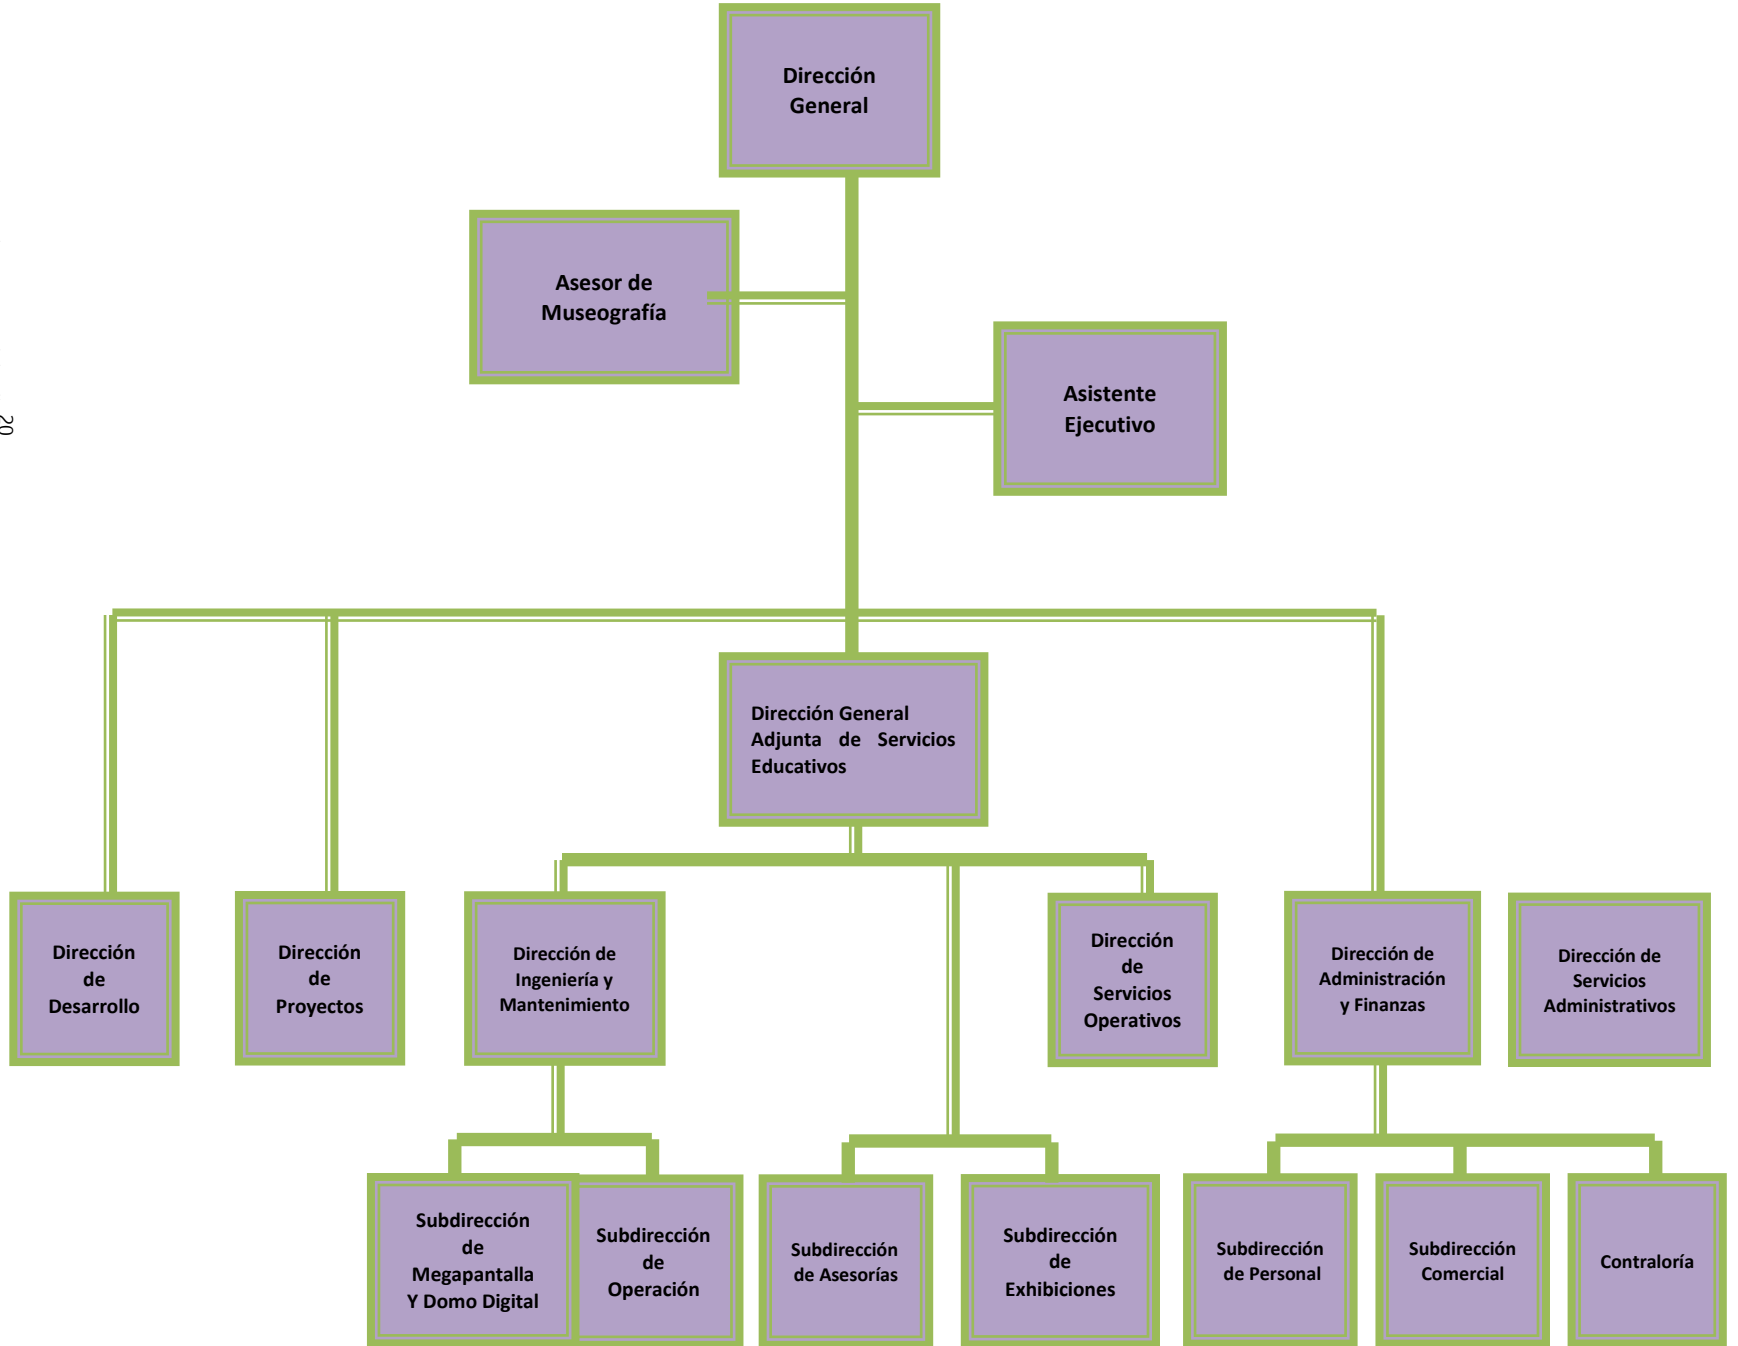 Dirección
General
Asesor de
Museografía
Asistente
Ejecutivo
20
Dirección General
Adjunta de Servicios
Educativos
Dirección
de
Desarrollo
Dirección
de
Proyectos
Dirección de
Ingeniería y
Mantenimiento
Dirección
de
Servicios
Operativos
Dirección de
Administración
y Finanzas
Dirección de
Servicios
Administrativos
Subdirección
de
Megapantalla
Y Domo Digital
Subdirección
de
Operación
Subdirección
de Asesorías
Subdirección
de
Exhibiciones
Subdirección
de Personal
Subdirección
Comercial
Contraloría